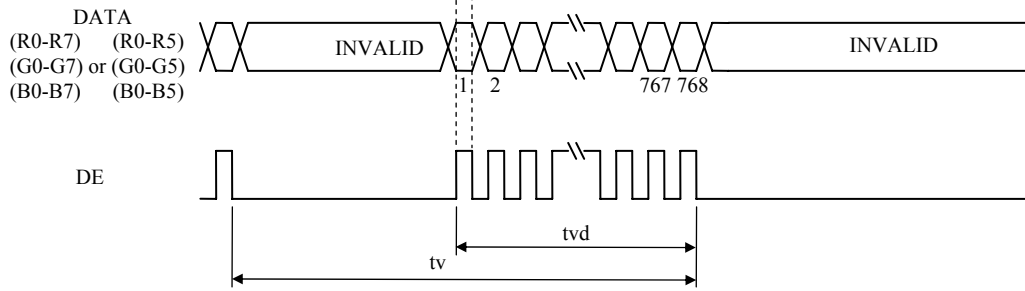 DATA
(R0-R7) (R0-R5)
(G0-G7) or (G0-G5)
(B0-B7) (B0-B5)
INVALID
INVALID
1 2 767 768
DE
tvd
tv